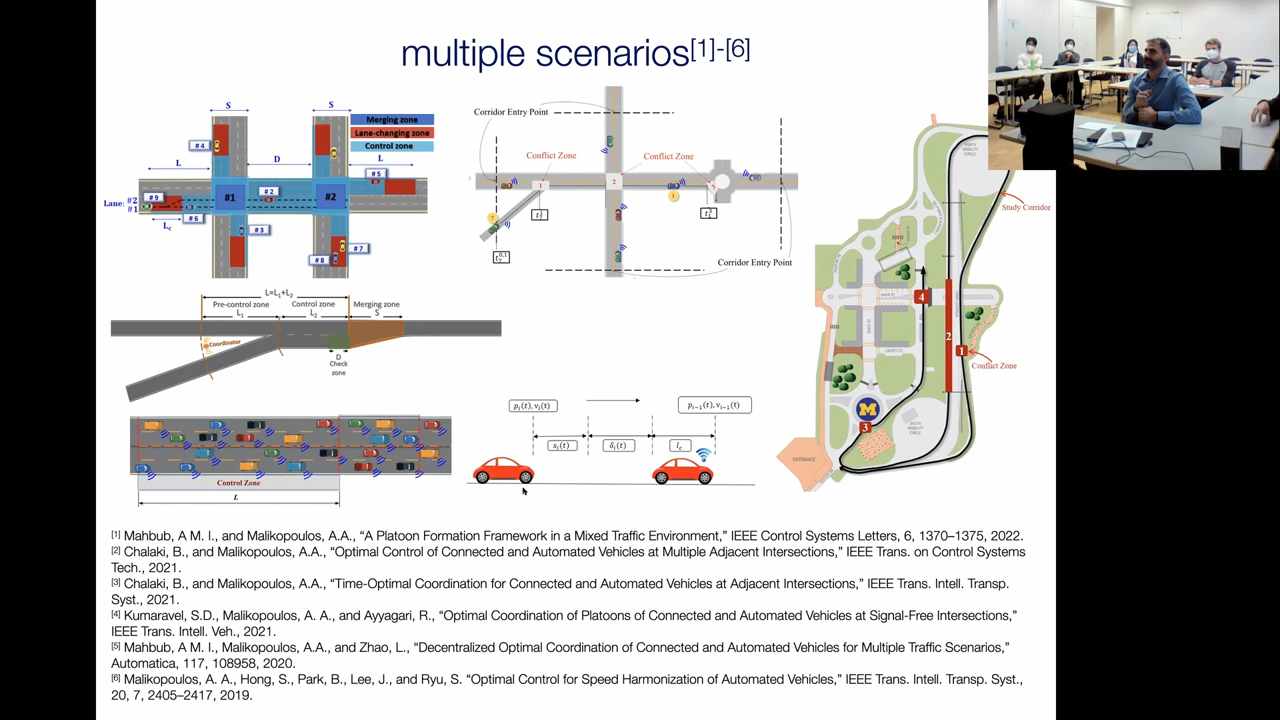 multiple scenarios[1]-[6]
S
S
Merging zone
Lane-changing zone
Control zone
# 4
L
D
L
# 5
# 9
# 2
#1
#2
Lane: #2
#1
# 6
Lc
# 3
# 7
# 8
Corridor Entry Point
Conflict Zone
Conflict Zone
1
2
1
Corridor Entry Point
Study Corridor
4
2
1
Conflict Zone
M
3
ENTRANCE
L=L1+L2
Pre-control zone
Control zone
Merging zone
L1
L2
S
Coordinator
D
Check
zone
Control Zone
L
pi(t), vi(t)
pi−1(t), vi−1(t)
si(t)
δi(t)
lc
[1] Mahbub, A M. I., and Malikopoulos, A.A., “A Platoon Formation Framework in a Mixed Traffic Environment,” IEEE Control Systems Letters, 6, 1370–1375, 2022.
[2] Chalaki, B., and Malikopoulos, A.A., “Optimal Control of Connected and Automated Vehicles at Multiple Adjacent Intersections,” IEEE Trans. on Control Systems
Tech., 2021.
[3] Chalaki, B., and Malikopoulos, A.A., “Time-Optimal Coordination for Connected and Automated Vehicles at Adjacent Intersections,” IEEE Trans. Intell. Transp.
Syst., 2021.
[4] Kumaravel, S.D., Malikopoulos, A. A., and Ayyagari, R., “Optimal Coordination of Platoons of Connected and Automated Vehicles at Signal-Free Intersections,”
IEEE Trans. Intell. Veh., 2021.
[5] Mahbub, A M. I., Malikopoulos, A.A., and Zhao, L., “Decentralized Optimal Coordination of Connected and Automated Vehicles for Multiple Traffic Scenarios,”
Automatica, 117, 108958, 2020.
[6] Malikopoulos, A. A., Hong, S., Park, B., Lee, J., and Ryu, S. “Optimal Control for Speed Harmonization of Automated Vehicles,” IEEE Trans. Intell. Transp. Syst.,
20, 7, 2405–2417, 2019.